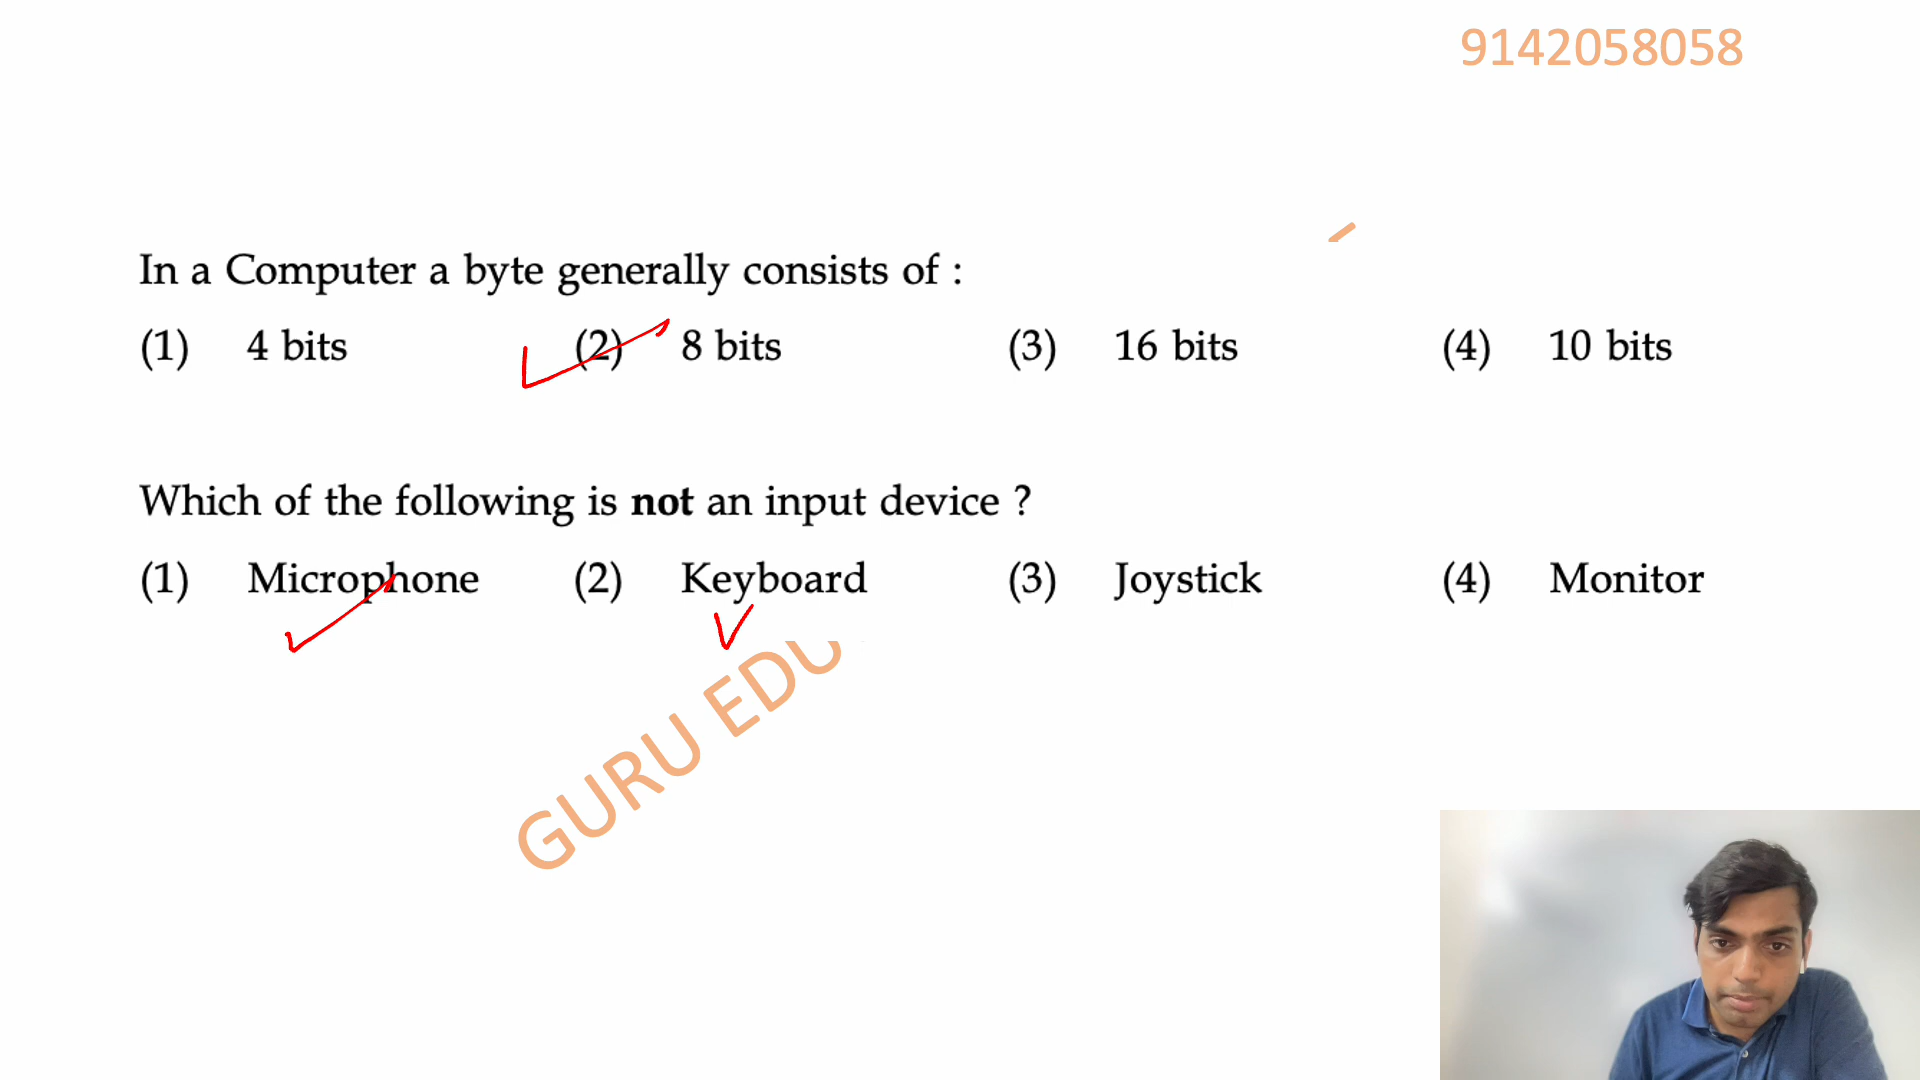 9142058058
In a Computer a byte generally consists of :
(1) 4 bits (2) 8 bits (3) 16 bits (4) 10 bits
Which of the following is not an input device ?
(1) Microphone (2) Keyboard (3) Joystick (4) Monitor
GURU EDU